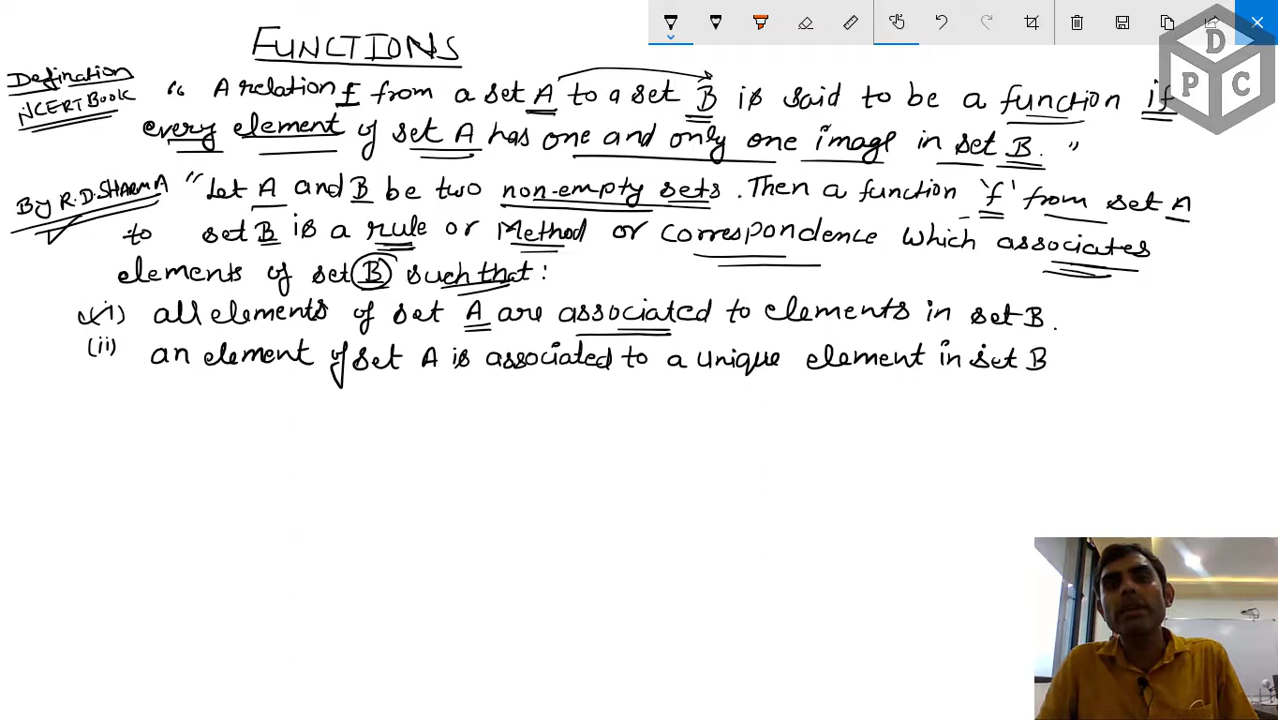 FUNCTIONS
Defination
NCERT Book
" A relation f from a set A to a set B is said to be a function if
every element of set A has one and only one image in set B. "
By R.D. SHARMA
"Let A and B be two non-empty sets. Then a function 'f' from set A
to set B is a rule or Method or correspondence which associates
elements of set B such that :
(i) all elements of set A are associated to elements in set B.
(ii) an element of set A is associated to a unique element in set B
D
P C